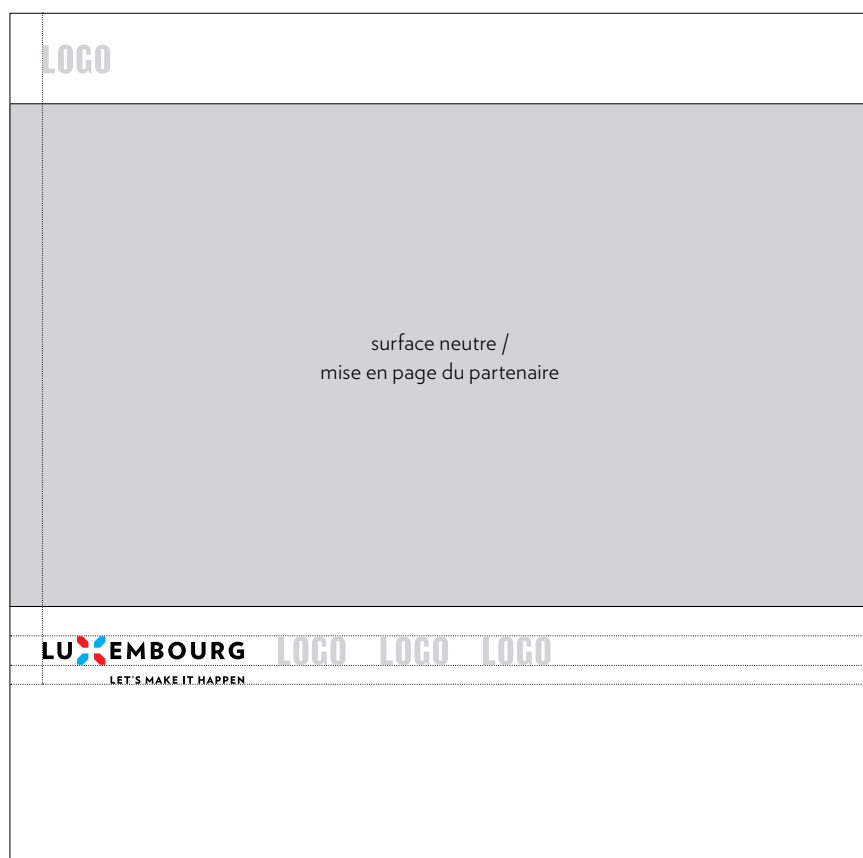 LOGO
surface neutre /
mise en page du partenaire
LUXEMBOURG LOGO LOGO LOGO
LET'S MAKE IT HAPPEN